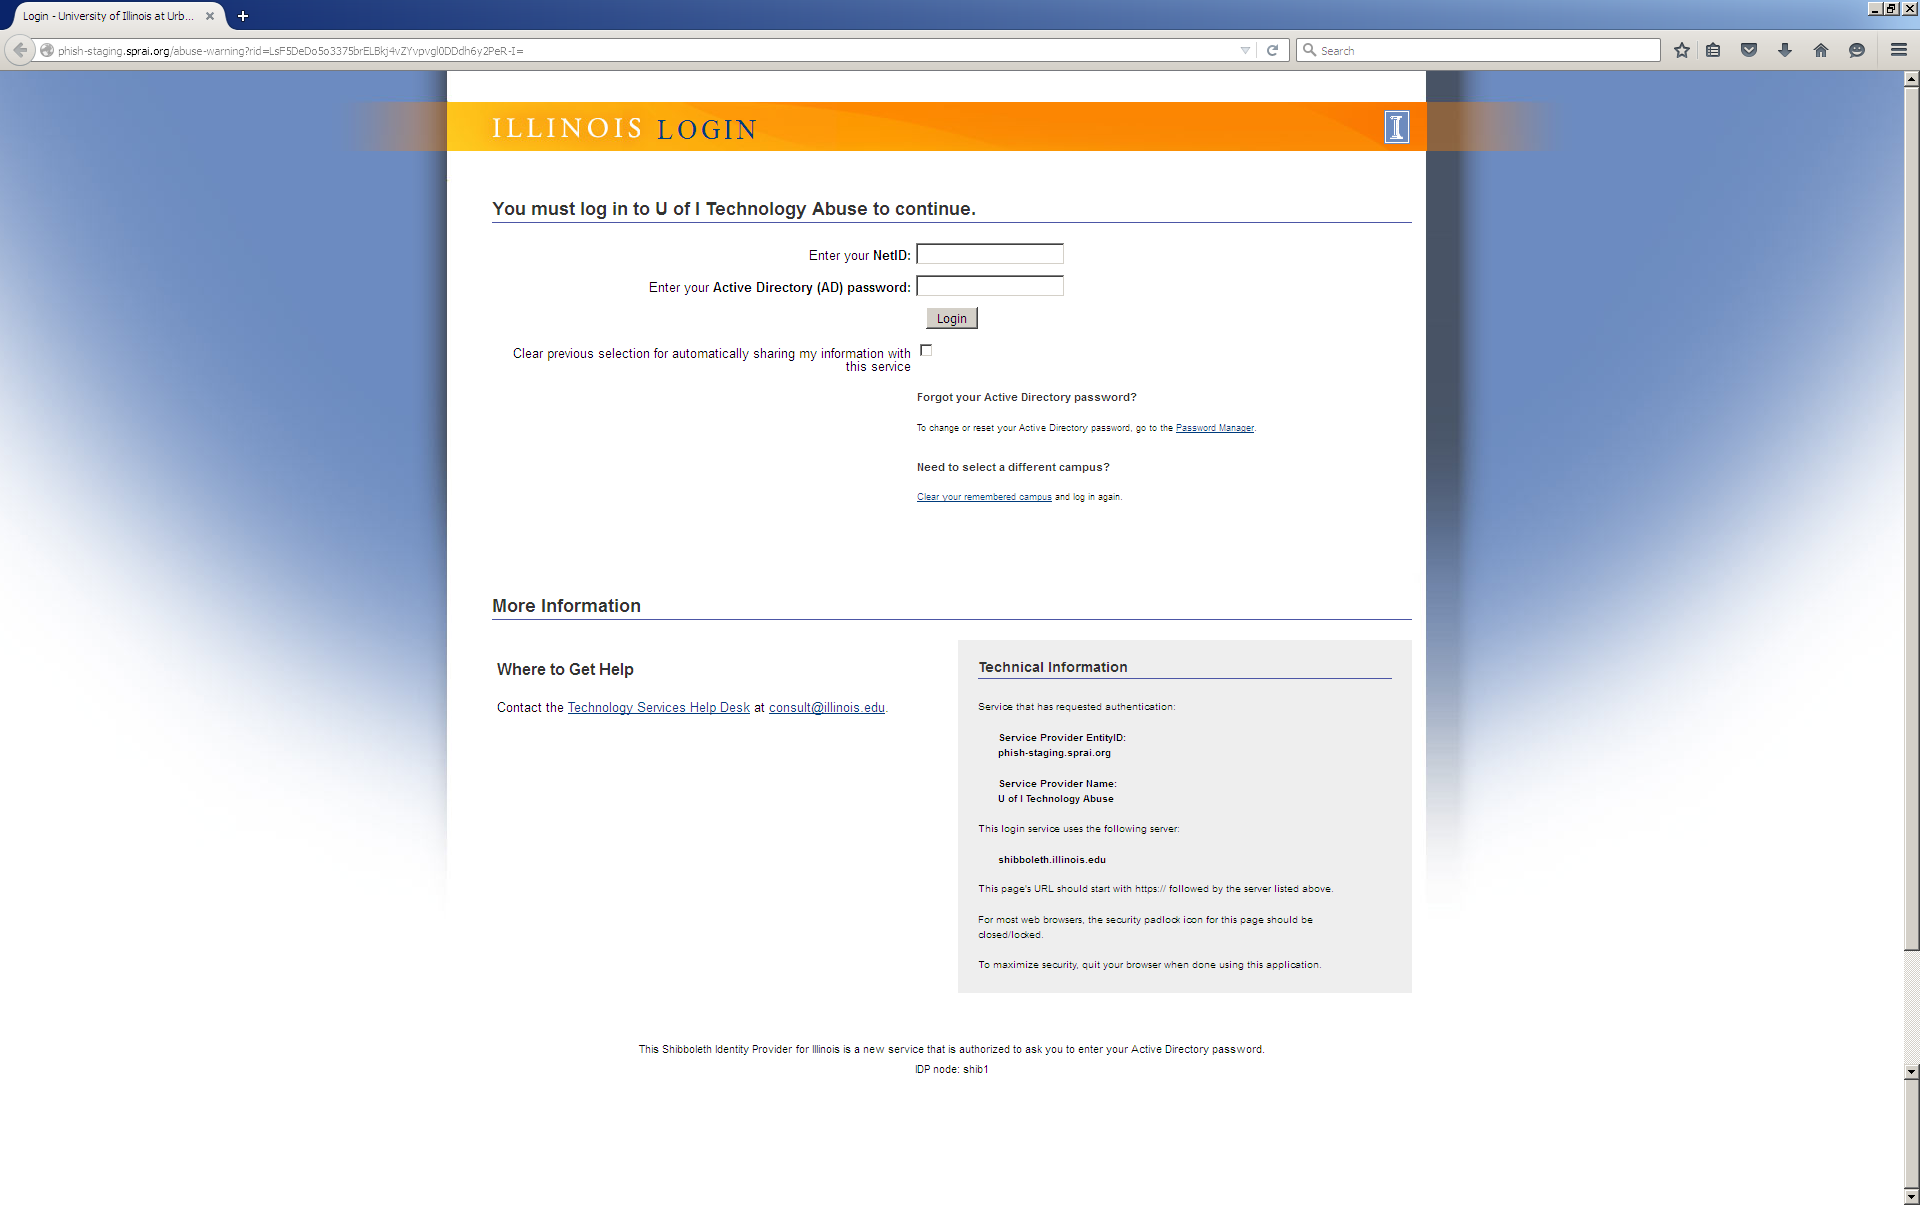 Login - University of Illinois at Urb...
phish-staging.sprai.org/abuse-warning?rid=LsF5DeDo5o3375brELBkj4vZYvpvgl0DDdh6y2PeR-I=
Search
ILLINOIS LOGIN
I
You must log in to U of I Technology Abuse to continue.
Enter your NetID:
Enter your Active Directory (AD) password:
Login
Clear previous selection for automatically sharing my information with
this service
Forgot your Active Directory password?
To change or reset your Active Directory password, go to the Password Manager.
Need to select a different campus?
Clear your remembered campus and log in again.
More Information
Where to Get Help
Contact the Technology Services Help Desk at consult@illinois.edu.
Technical Information
Service that has requested authentication:
Service Provider EntityID:
phish-staging.sprai.org
Service Provider Name:
U of I Technology Abuse
This login service uses the following server:
shibboleth.illinois.edu
This page's URL should start with https:// followed by the server listed above.
For most web browsers, the security padlock icon for this page should be
closed/locked.
To maximize security, quit your browser when done using this application.
This Shibboleth Identity Provider for Illinois is a new service that is authorized to ask you to enter your Active Directory password.
IDP node: shib1